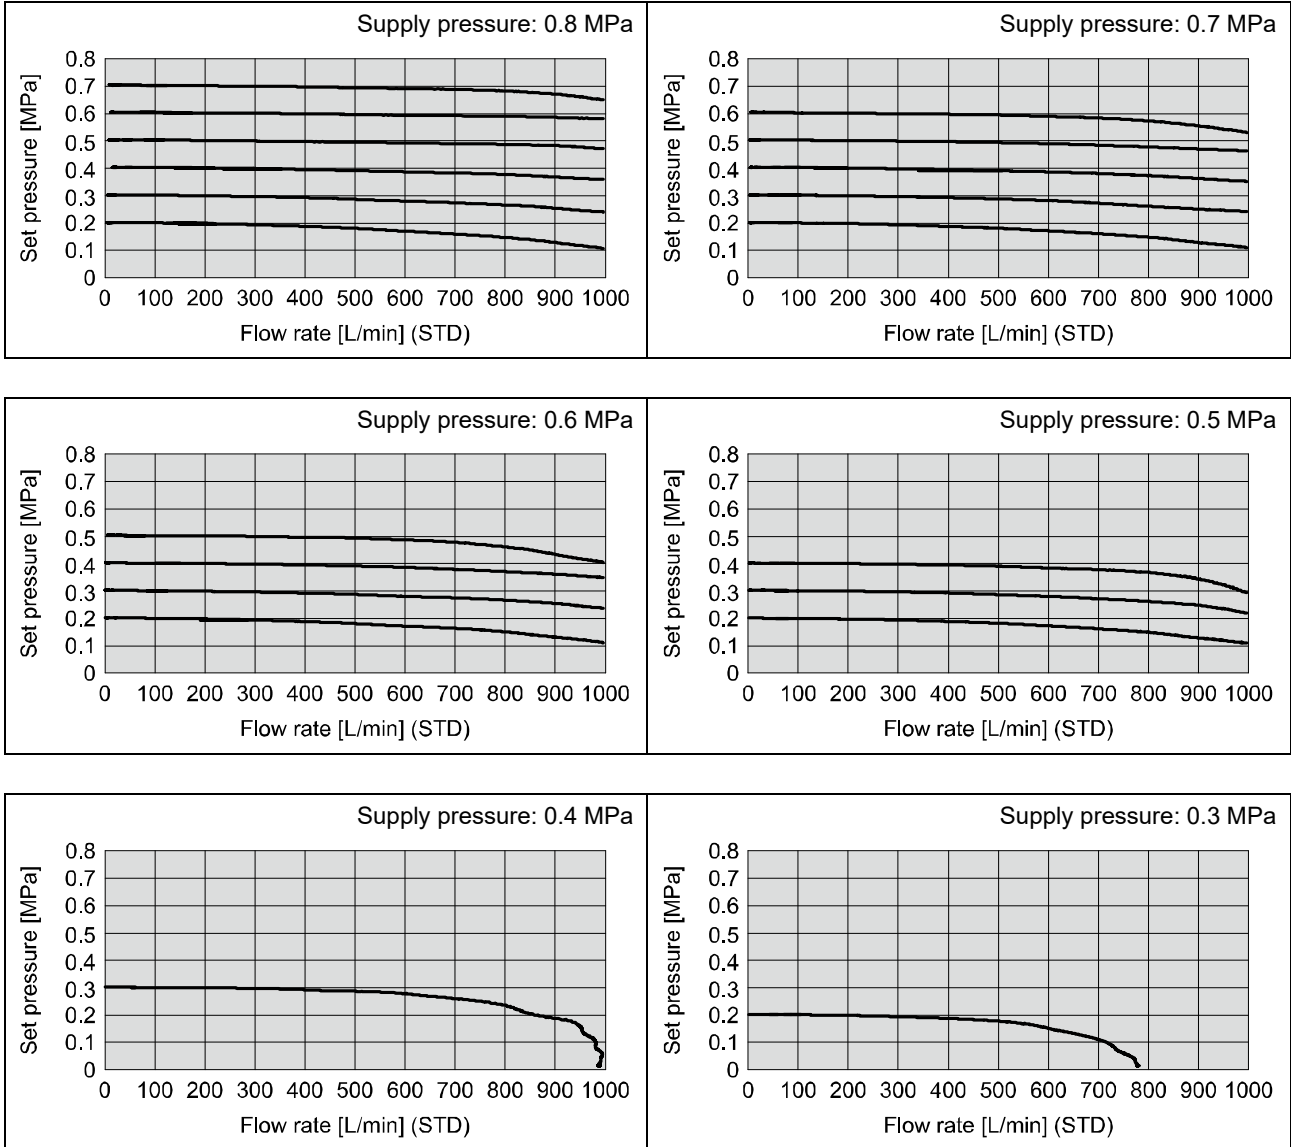 Supply pressure: 0.8 MPa
Set pressure [MPa]
0.8
0.7
0.6
0.5
0.4
0.3
0.2
0.1
0
0 100 200 300 400 500 600 700 800 900 1000
Flow rate [L/min] (STD)
Supply pressure: 0.7 MPa
Set pressure [MPa]
0.8
0.7
0.6
0.5
0.4
0.3
0.2
0.1
0
0 100 200 300 400 500 600 700 800 900 1000
Flow rate [L/min] (STD)
Supply pressure: 0.6 MPa
Set pressure [MPa]
0.8
0.7
0.6
0.5
0.4
0.3
0.2
0.1
0
0 100 200 300 400 500 600 700 800 900 1000
Flow rate [L/min] (STD)
Supply pressure: 0.5 MPa
Set pressure [MPa]
0.8
0.7
0.6
0.5
0.4
0.3
0.2
0.1
0
0 100 200 300 400 500 600 700 800 900 1000
Flow rate [L/min] (STD)
Supply pressure: 0.4 MPa
Set pressure [MPa]
0.8
0.7
0.6
0.5
0.4
0.3
0.2
0.1
0
0 100 200 300 400 500 600 700 800 900 1000
Flow rate [L/min] (STD)
Supply pressure: 0.3 MPa
Set pressure [MPa]
0.8
0.7
0.6
0.5
0.4
0.3
0.2
0.1
0
0 100 200 300 400 500 600 700 800 900 1000
Flow rate [L/min] (STD)